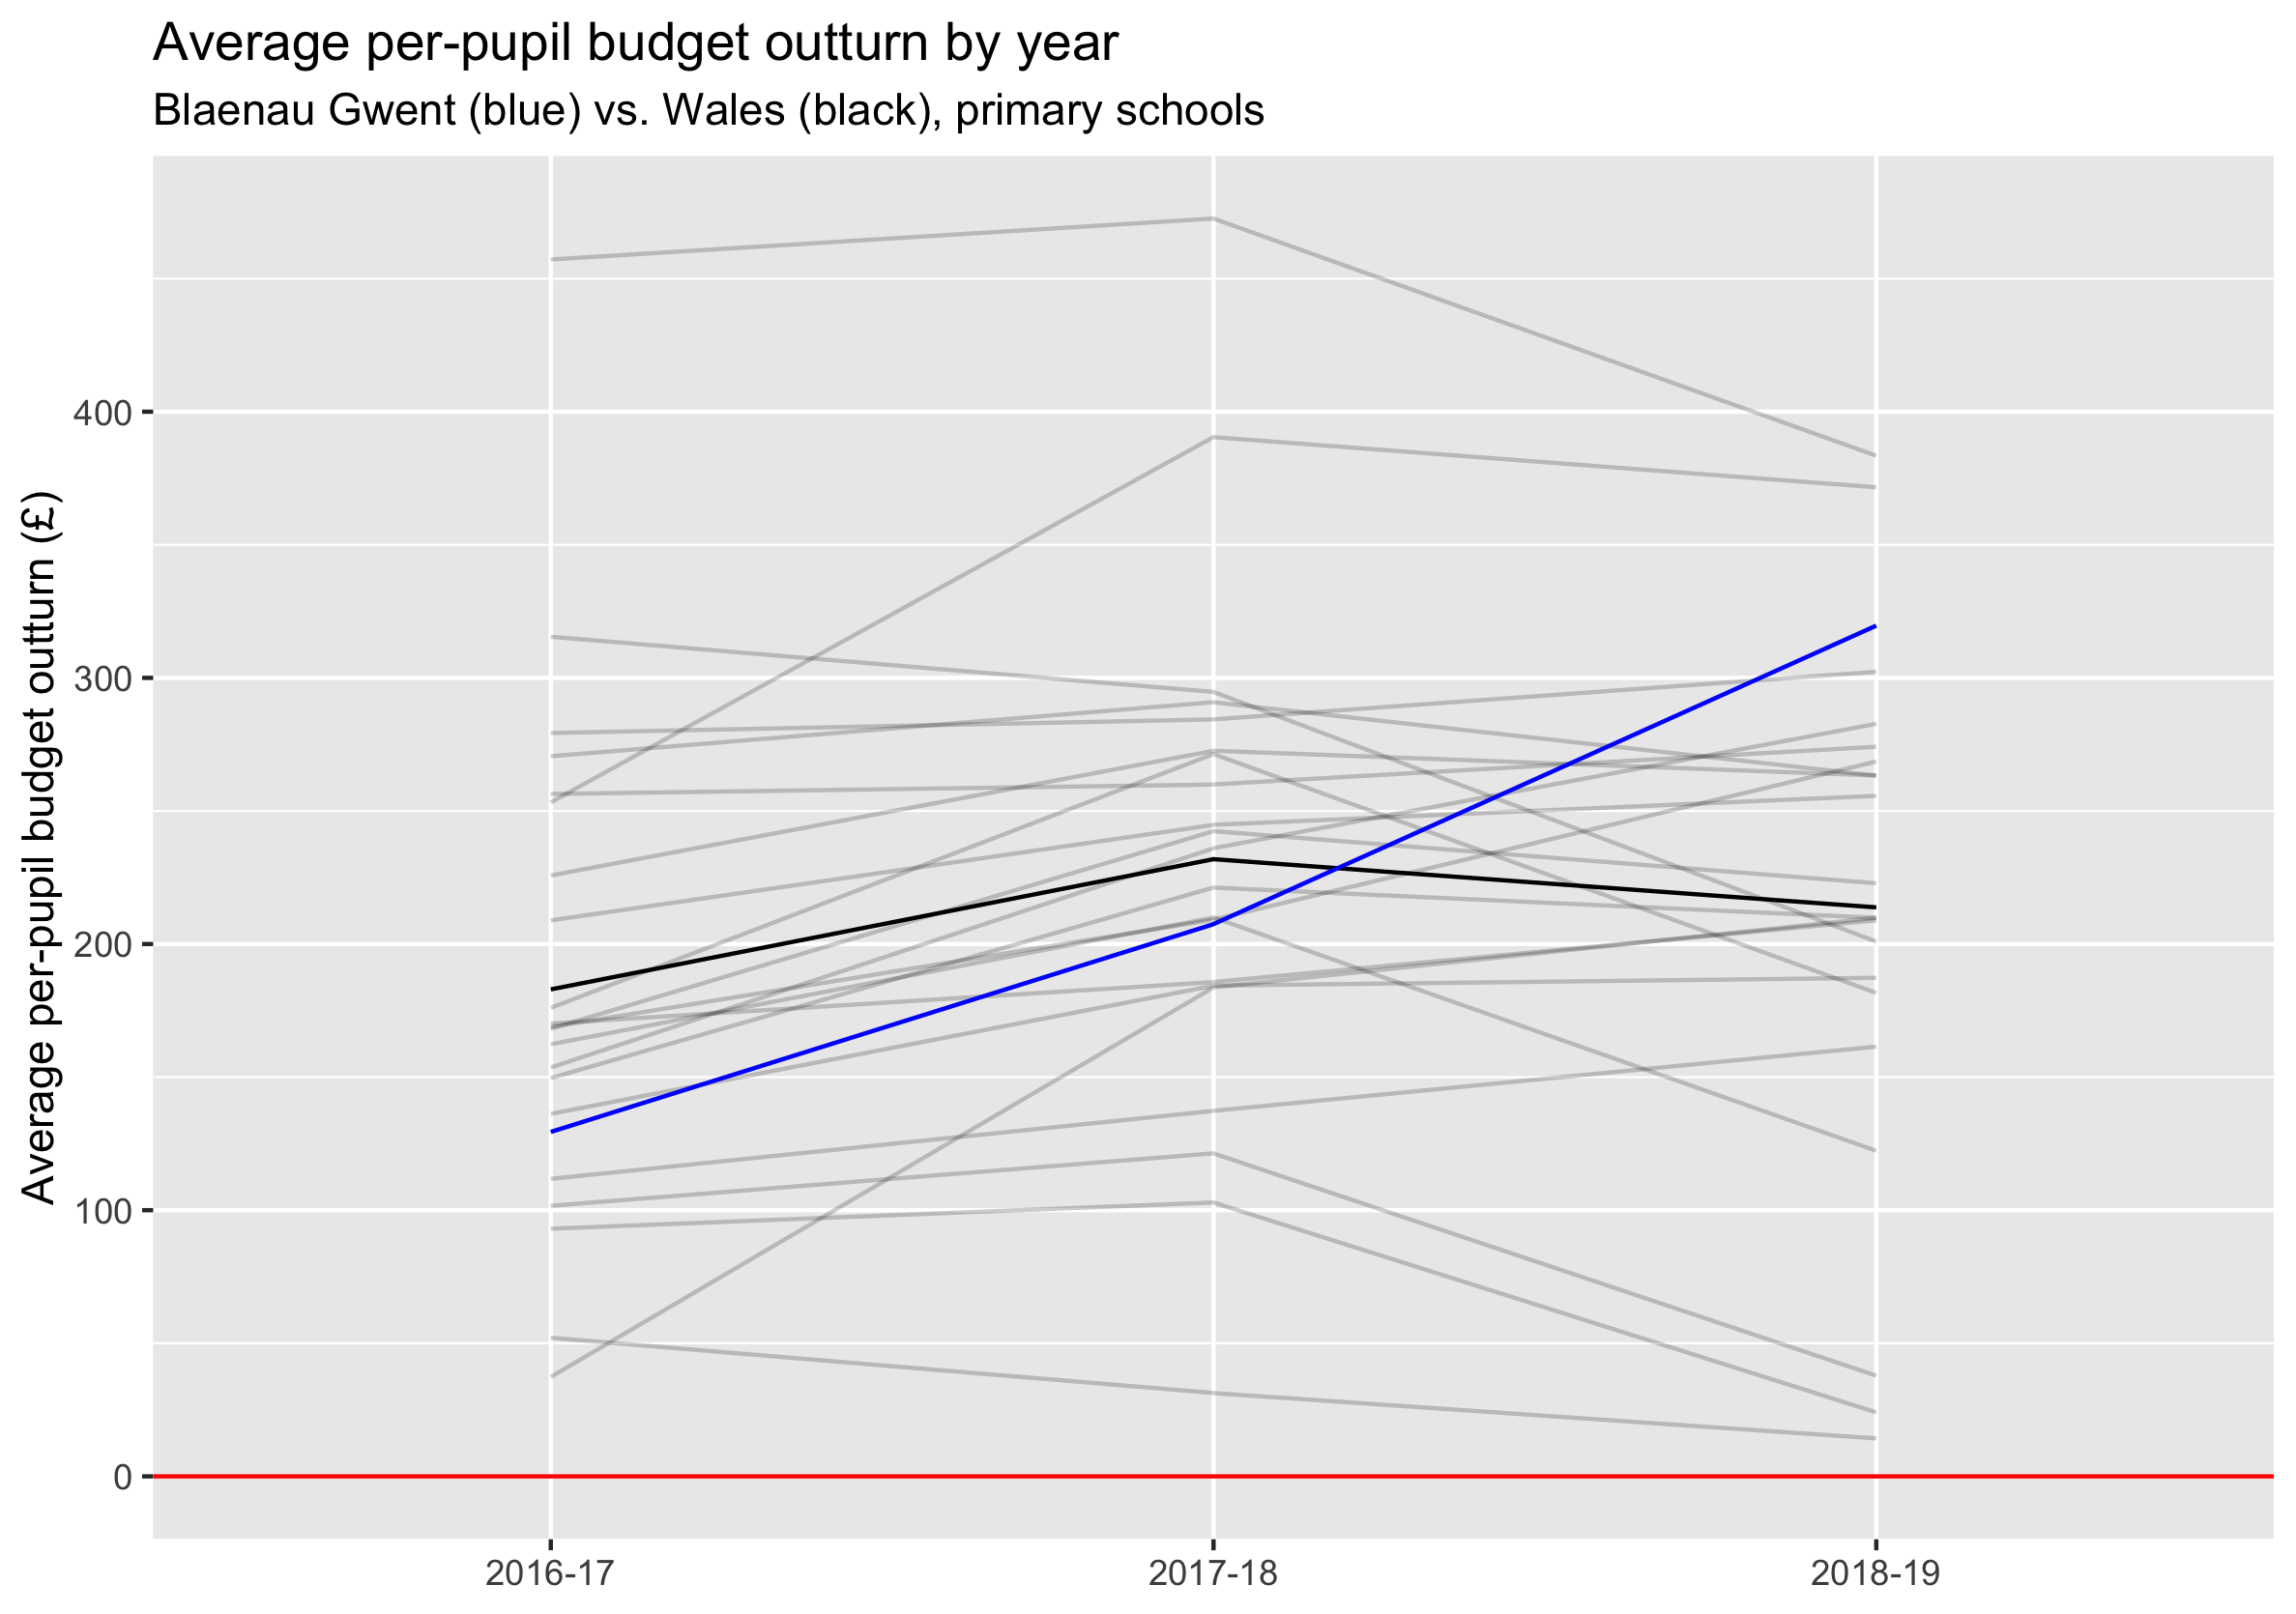 Average per-pupil budget outturn by year
Blaenau Gwent (blue) vs. Wales (black), primary schools
Average per-pupil budget outturn (£)
400
300
200
100
0
2016-17
2017-18
2018-19